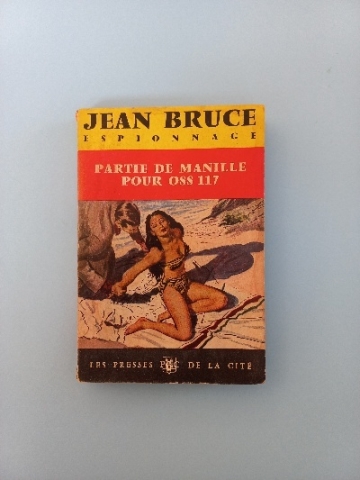 JEAN BRUCE
ESPIONNAGE
PARTIE DE MANILLE
POUR OSS 117
LES PRESSES DE LA CITÉ